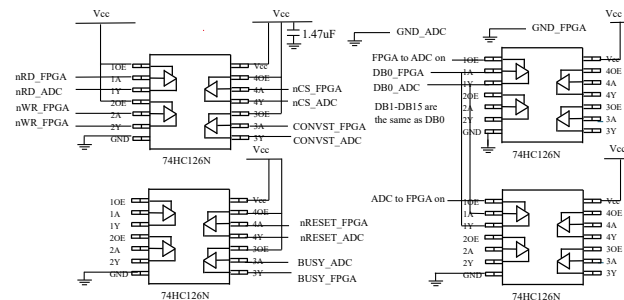 Vcc
Vcc
1.47uF
GND_ADC
1OE
1A
1Y
2OE
2A
2Y
GND
Vcc
4OE
4A
4Y
3OE
3A
3Y
nRD_FPGA
nRD_ADC
nWR_FPGA
nWR_FPGA
nCS_FPGA
nCS_ADC
CONVST_FPGA
CONVST_ADC
74HC126N
1OE
1A
1Y
2OE
2A
2Y
GND
Vcc
4OE
4A
4Y
3OE
3A
3Y
nRESET_FPGA
nRESET_ADC
BUSY_ADC
BUSY_FPGA
74HC126N
GND_FPGA
Vcc
FPGA to ADC on
DB0_FPGA
DB0_ADC
DB1-DB15 are
the same as DB0
1OE
1A
1Y
2OE
2A
2Y
GND
Vcc
4OE
4A
4Y
3OE
3A
3Y
74HC126N
Vcc
ADC to FPGA on
1OE
1A
1Y
2OE
2A
2Y
GND
Vcc
4OE
4A
4Y
3OE
3A
3Y
74HC126N